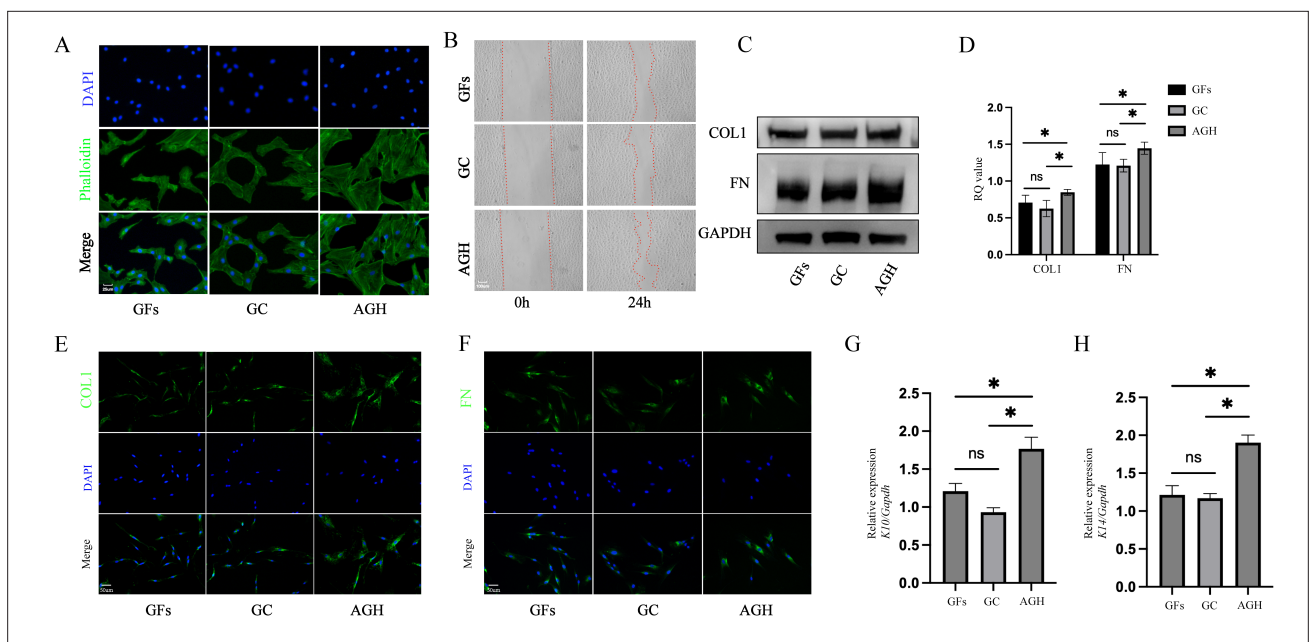 A
DAPI
Phalloidin
Merge
25um
GFs
GC
AGH
B
GFs
GC
AGH
0h
24h
C
COL1
FN
GAPDH
GFs
GC
AGH
D
RQ value
2.0
1.5
1.0
0.5
0.0
ns
*
*
ns
*
*
COL1
FN
GFs
GC
AGH
E
COL1
DAPI
Merge
50um
GFs
GC
AGH
F
FN
DAPI
Merge
50um
GFs
GC
AGH
G
Relative expression
K10/Gapdh
2.5
2.0
1.5
1.0
0.5
0.0
*
*
ns
GFs
GC
AGH
H
Relative expression
K14/Gapdh
2.5
2.0
1.5
1.0
0.5
0.0
*
*
ns
GFs
GC
AGH